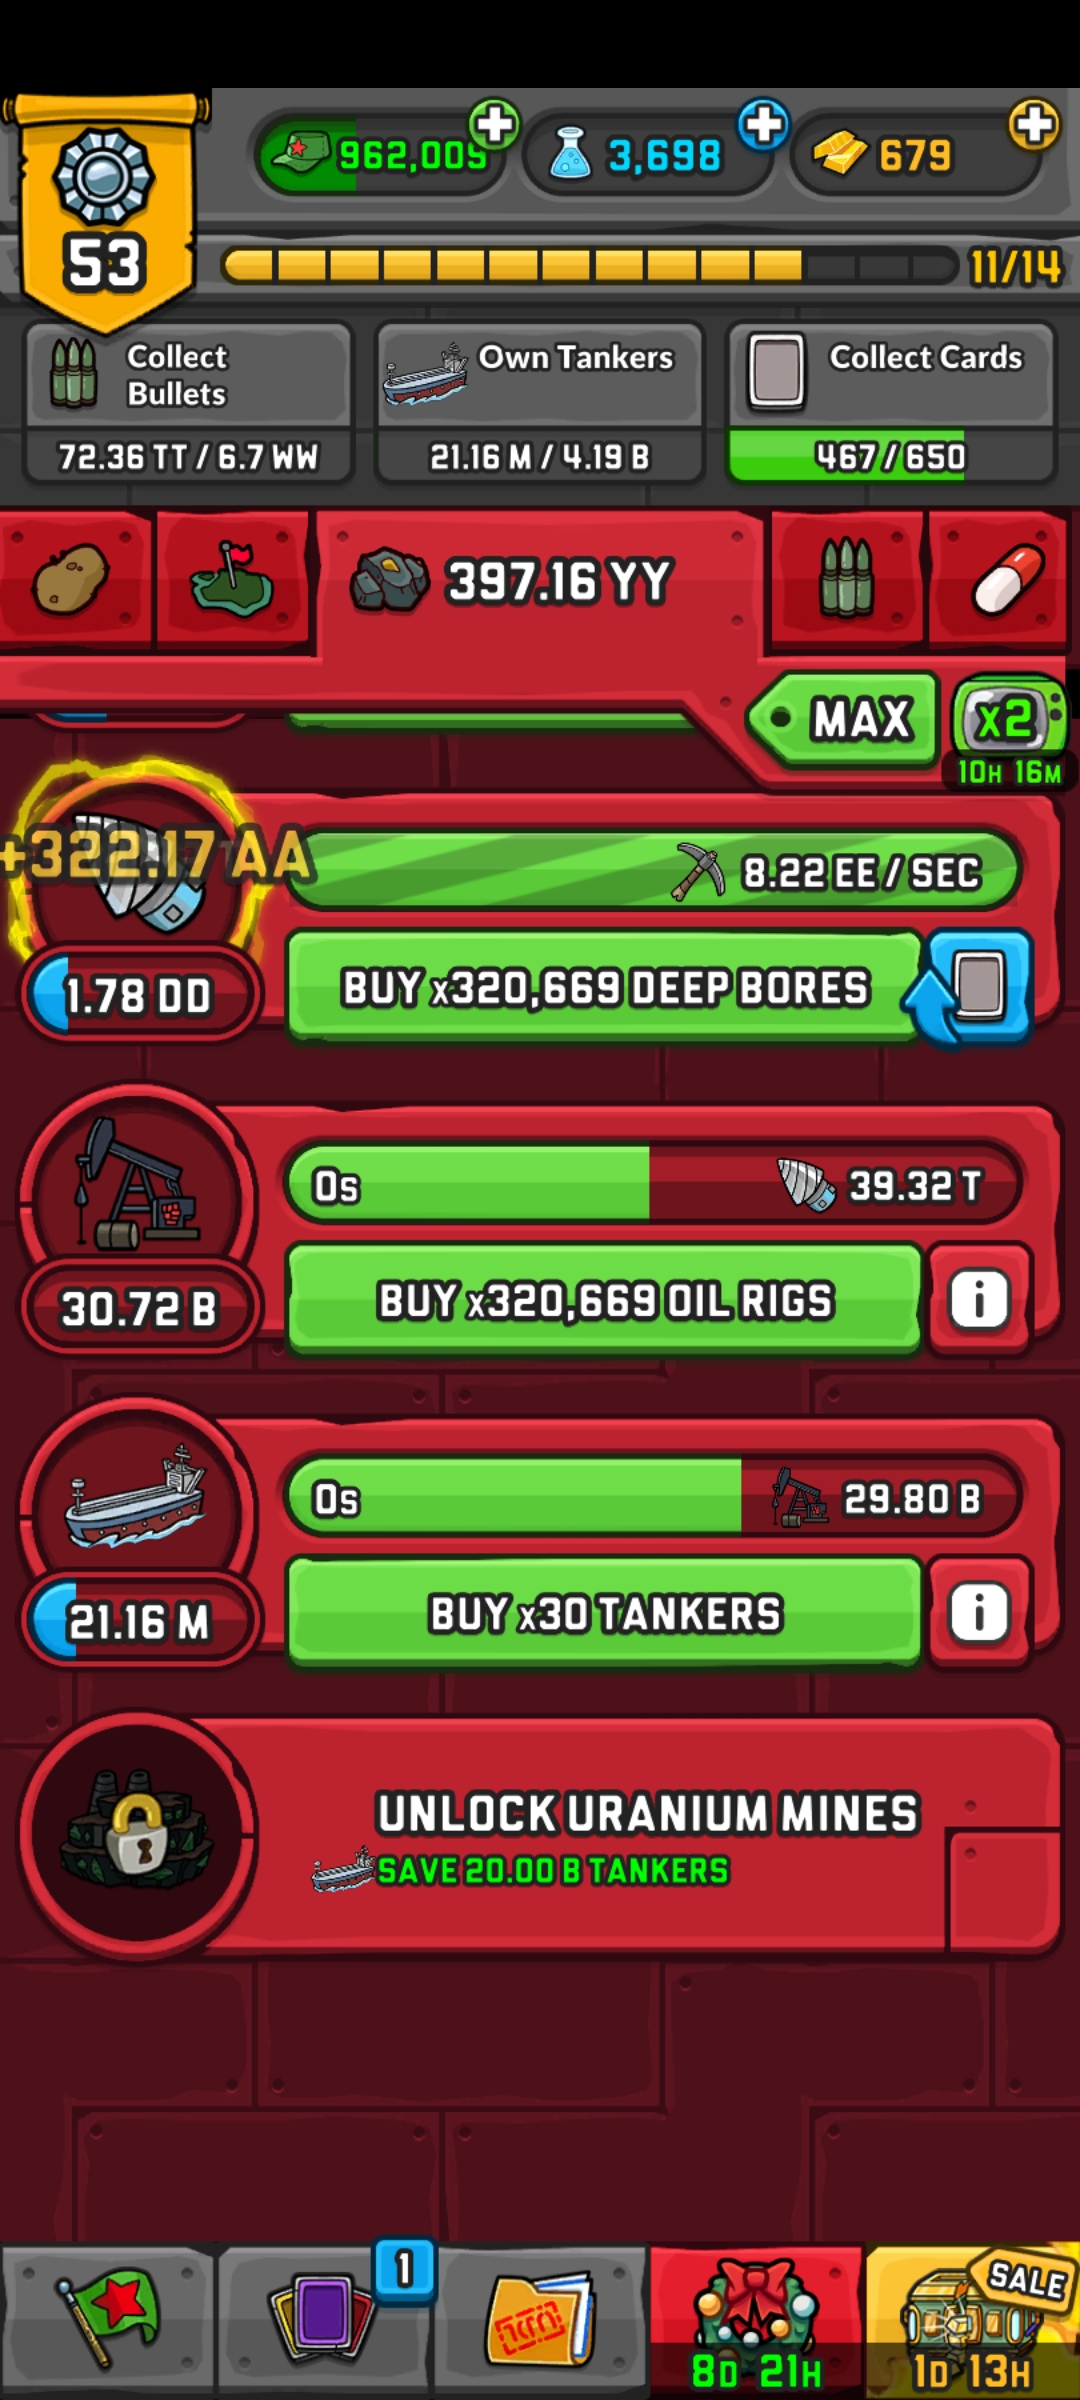 962,009
3,698
679
53
11/14
Collect Bullets
Own Tankers
Collect Cards
72.36 TT / 6.7 WW
21.16 M / 4.19 B
467 / 650
397.16 YY
MAX
x2
10H 16M
+322.17 AA
8.22 EE / SEC
1.78 DD
BUY x320,669 DEEP BORES
0s
39.32 T
30.72 B
BUY x320,669 OIL RIGS
i
0s
29.80 B
21.16 M
BUY x30 TANKERS
i
UNLOCK URANIUM MINES
SAVE 20.00 B TANKERS
1
SALE
8D 21H
1D 13H